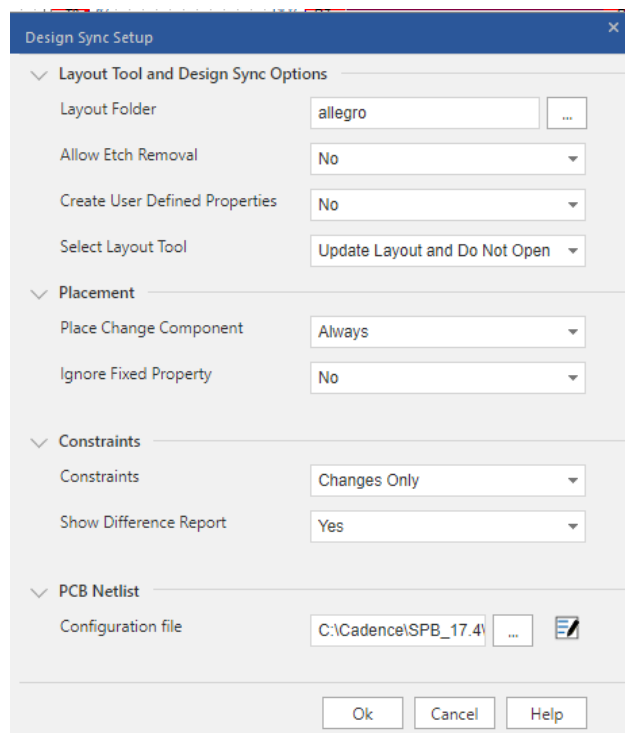 Design Sync Setup
Layout Tool and Design Sync Options
Layout Folder
allegro
...
Allow Etch Removal
No
Create User Defined Properties
No
Select Layout Tool
Update Layout and Do Not Open
Placement
Place Change Component
Always
Ignore Fixed Property
No
Constraints
Constraints
Changes Only
Show Difference Report
Yes
PCB Netlist
Configuration file
C:\Cadence\SPB_17.4\
...
Ok
Cancel
Help